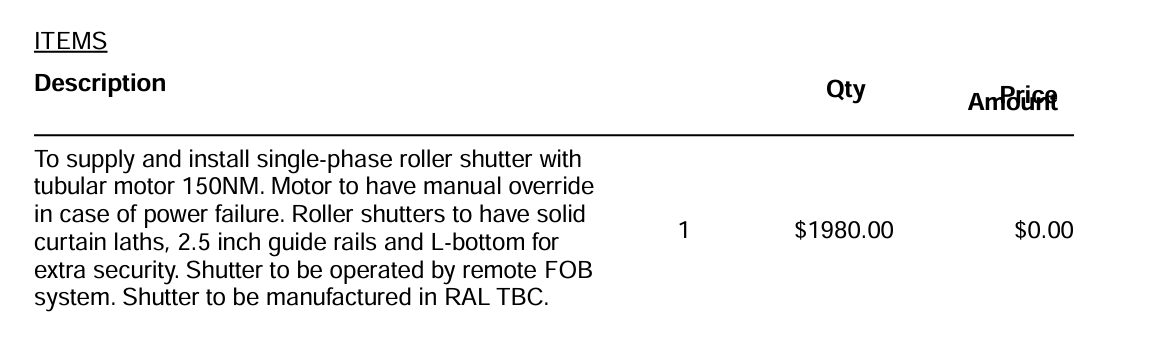 ITEMS
Description
Qty
Price
Amount
To supply and install single-phase roller shutter with
tubular motor 150NM. Motor to have manual override
in case of power failure. Roller shutters to have solid
curtain laths, 2.5 inch guide rails and L-bottom for
extra security. Shutter to be operated by remote FOB
system. Shutter to be manufactured in RAL TBC.
1 $1980.00 $0.00